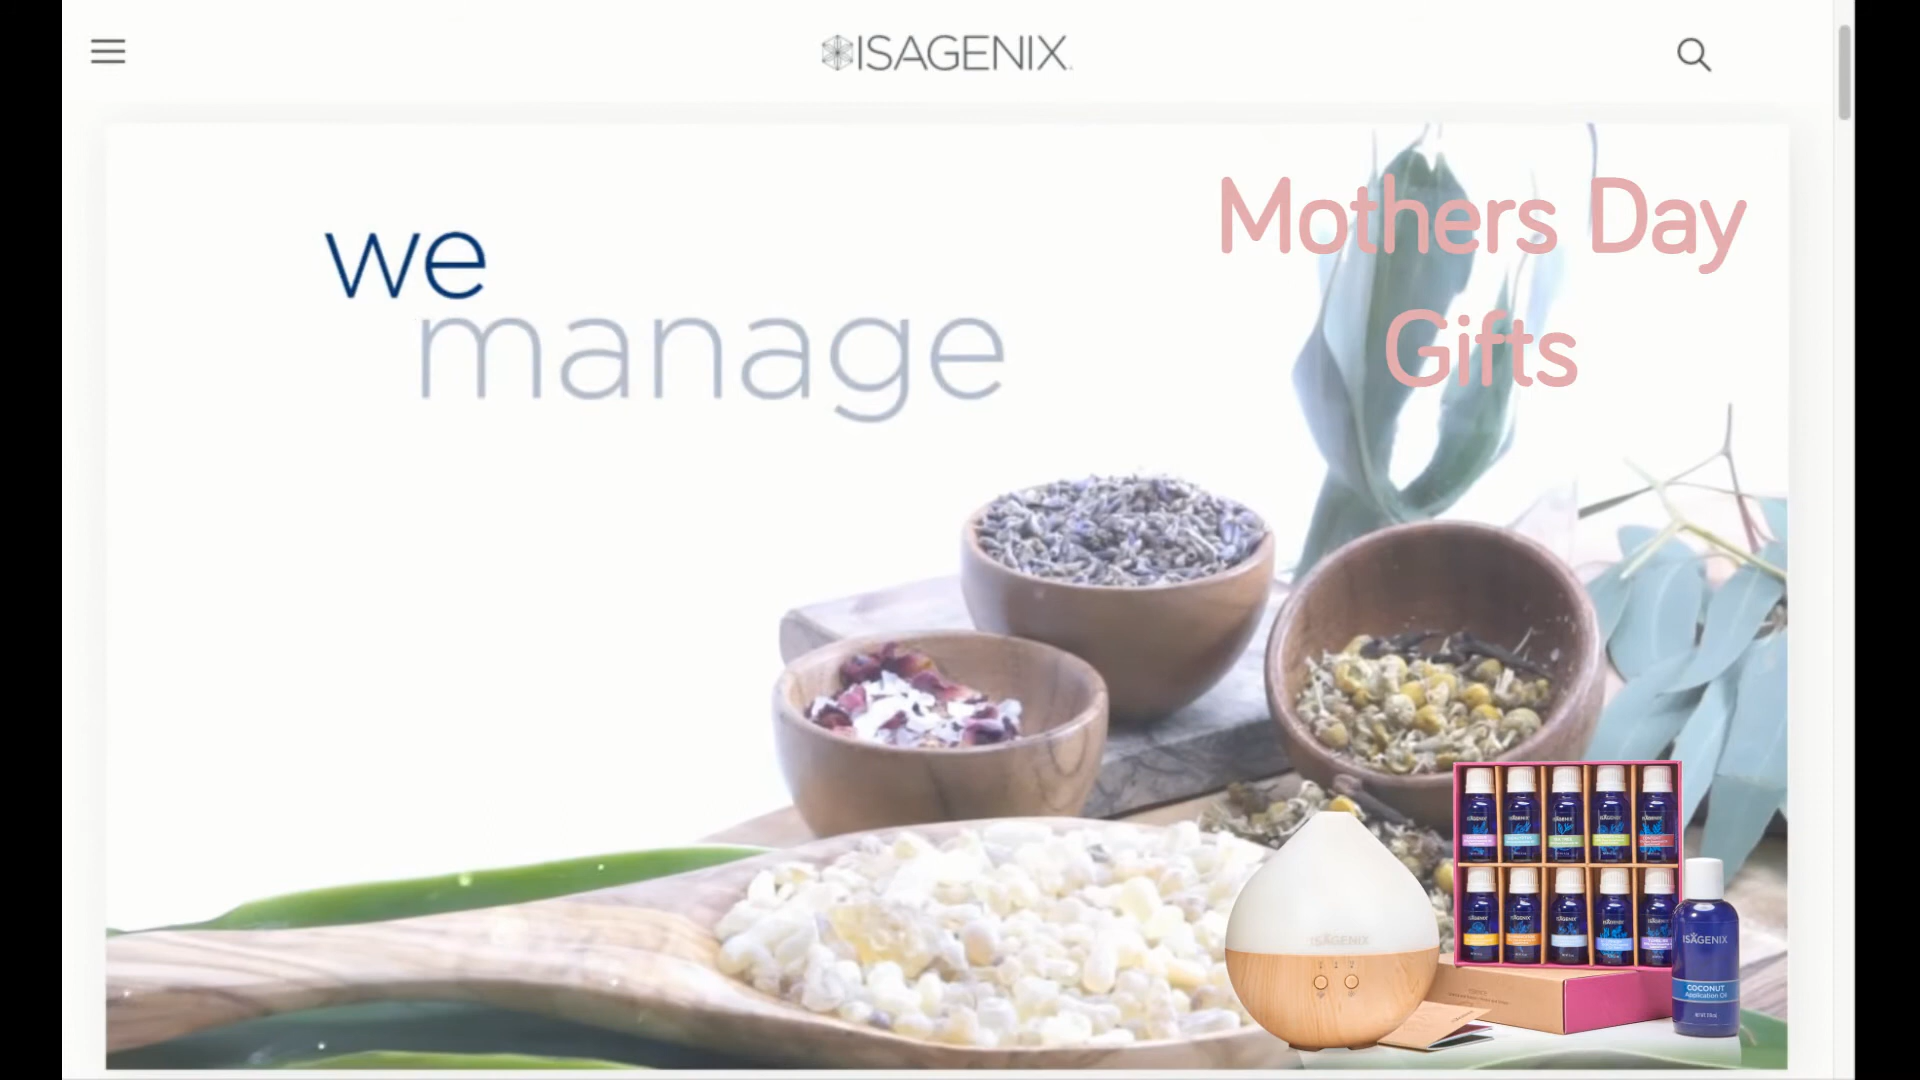 ISAGENIX
we
manage
Mothers Day
Gifts
ISAGENIX
ISAGENIX
COCONUT
Application Oil